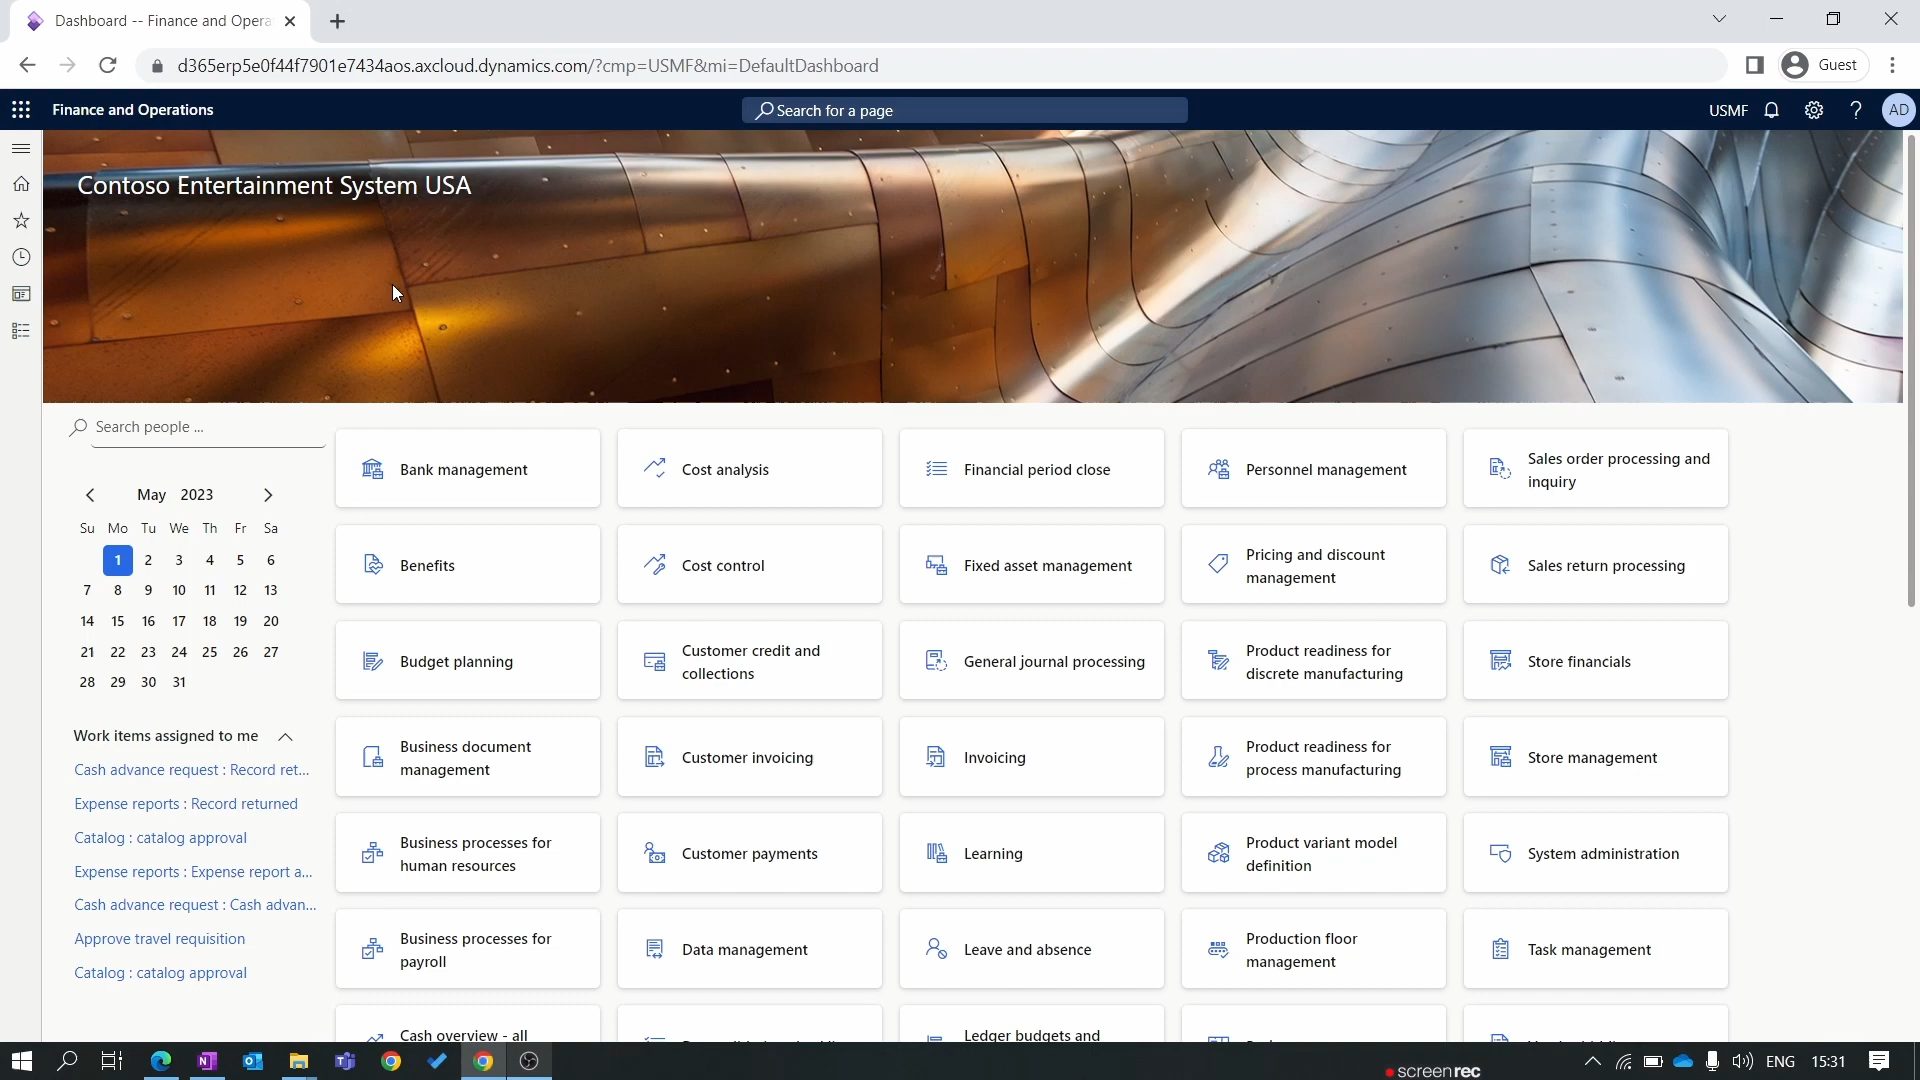 Dashboard -- Finance and Opera
d365erp5e0f44f7901e7434aos.axcloud.dynamics.com/?cmp=USMF&mi=DefaultDashboard
Guest
Finance and Operations
Search for a page
USMF
AD
Contoso Entertainment System USA
Search people ...
May 2023
Su Mo Tu We Th Fr Sa
1 2 3 4 5 6
7 8 9 10 11 12 13
14 15 16 17 18 19 20
21 22 23 24 25 26 27
28 29 30 31
Work items assigned to me
Cash advance request : Record ret...
Expense reports : Record returned
Catalog : catalog approval
Expense reports : Expense report a...
Cash advance request : Cash advan...
Approve travel requisition
Catalog : catalog approval
Bank management
Cost analysis
Financial period close
Personnel management
Sales order processing and
inquiry
Benefits
Cost control
Fixed asset management
Pricing and discount
management
Sales return processing
Budget planning
Customer credit and
collections
General journal processing
Product readiness for
discrete manufacturing
Store financials
Business document
management
Customer invoicing
Invoicing
Product readiness for
process manufacturing
Store management
Business processes for
human resources
Customer payments
Learning
Product variant model
definition
System administration
Business processes for
payroll
Data management
Leave and absence
Production floor
management
Task management
Cash overview - all
Ledger budgets and
screenrec
ENG
15:31